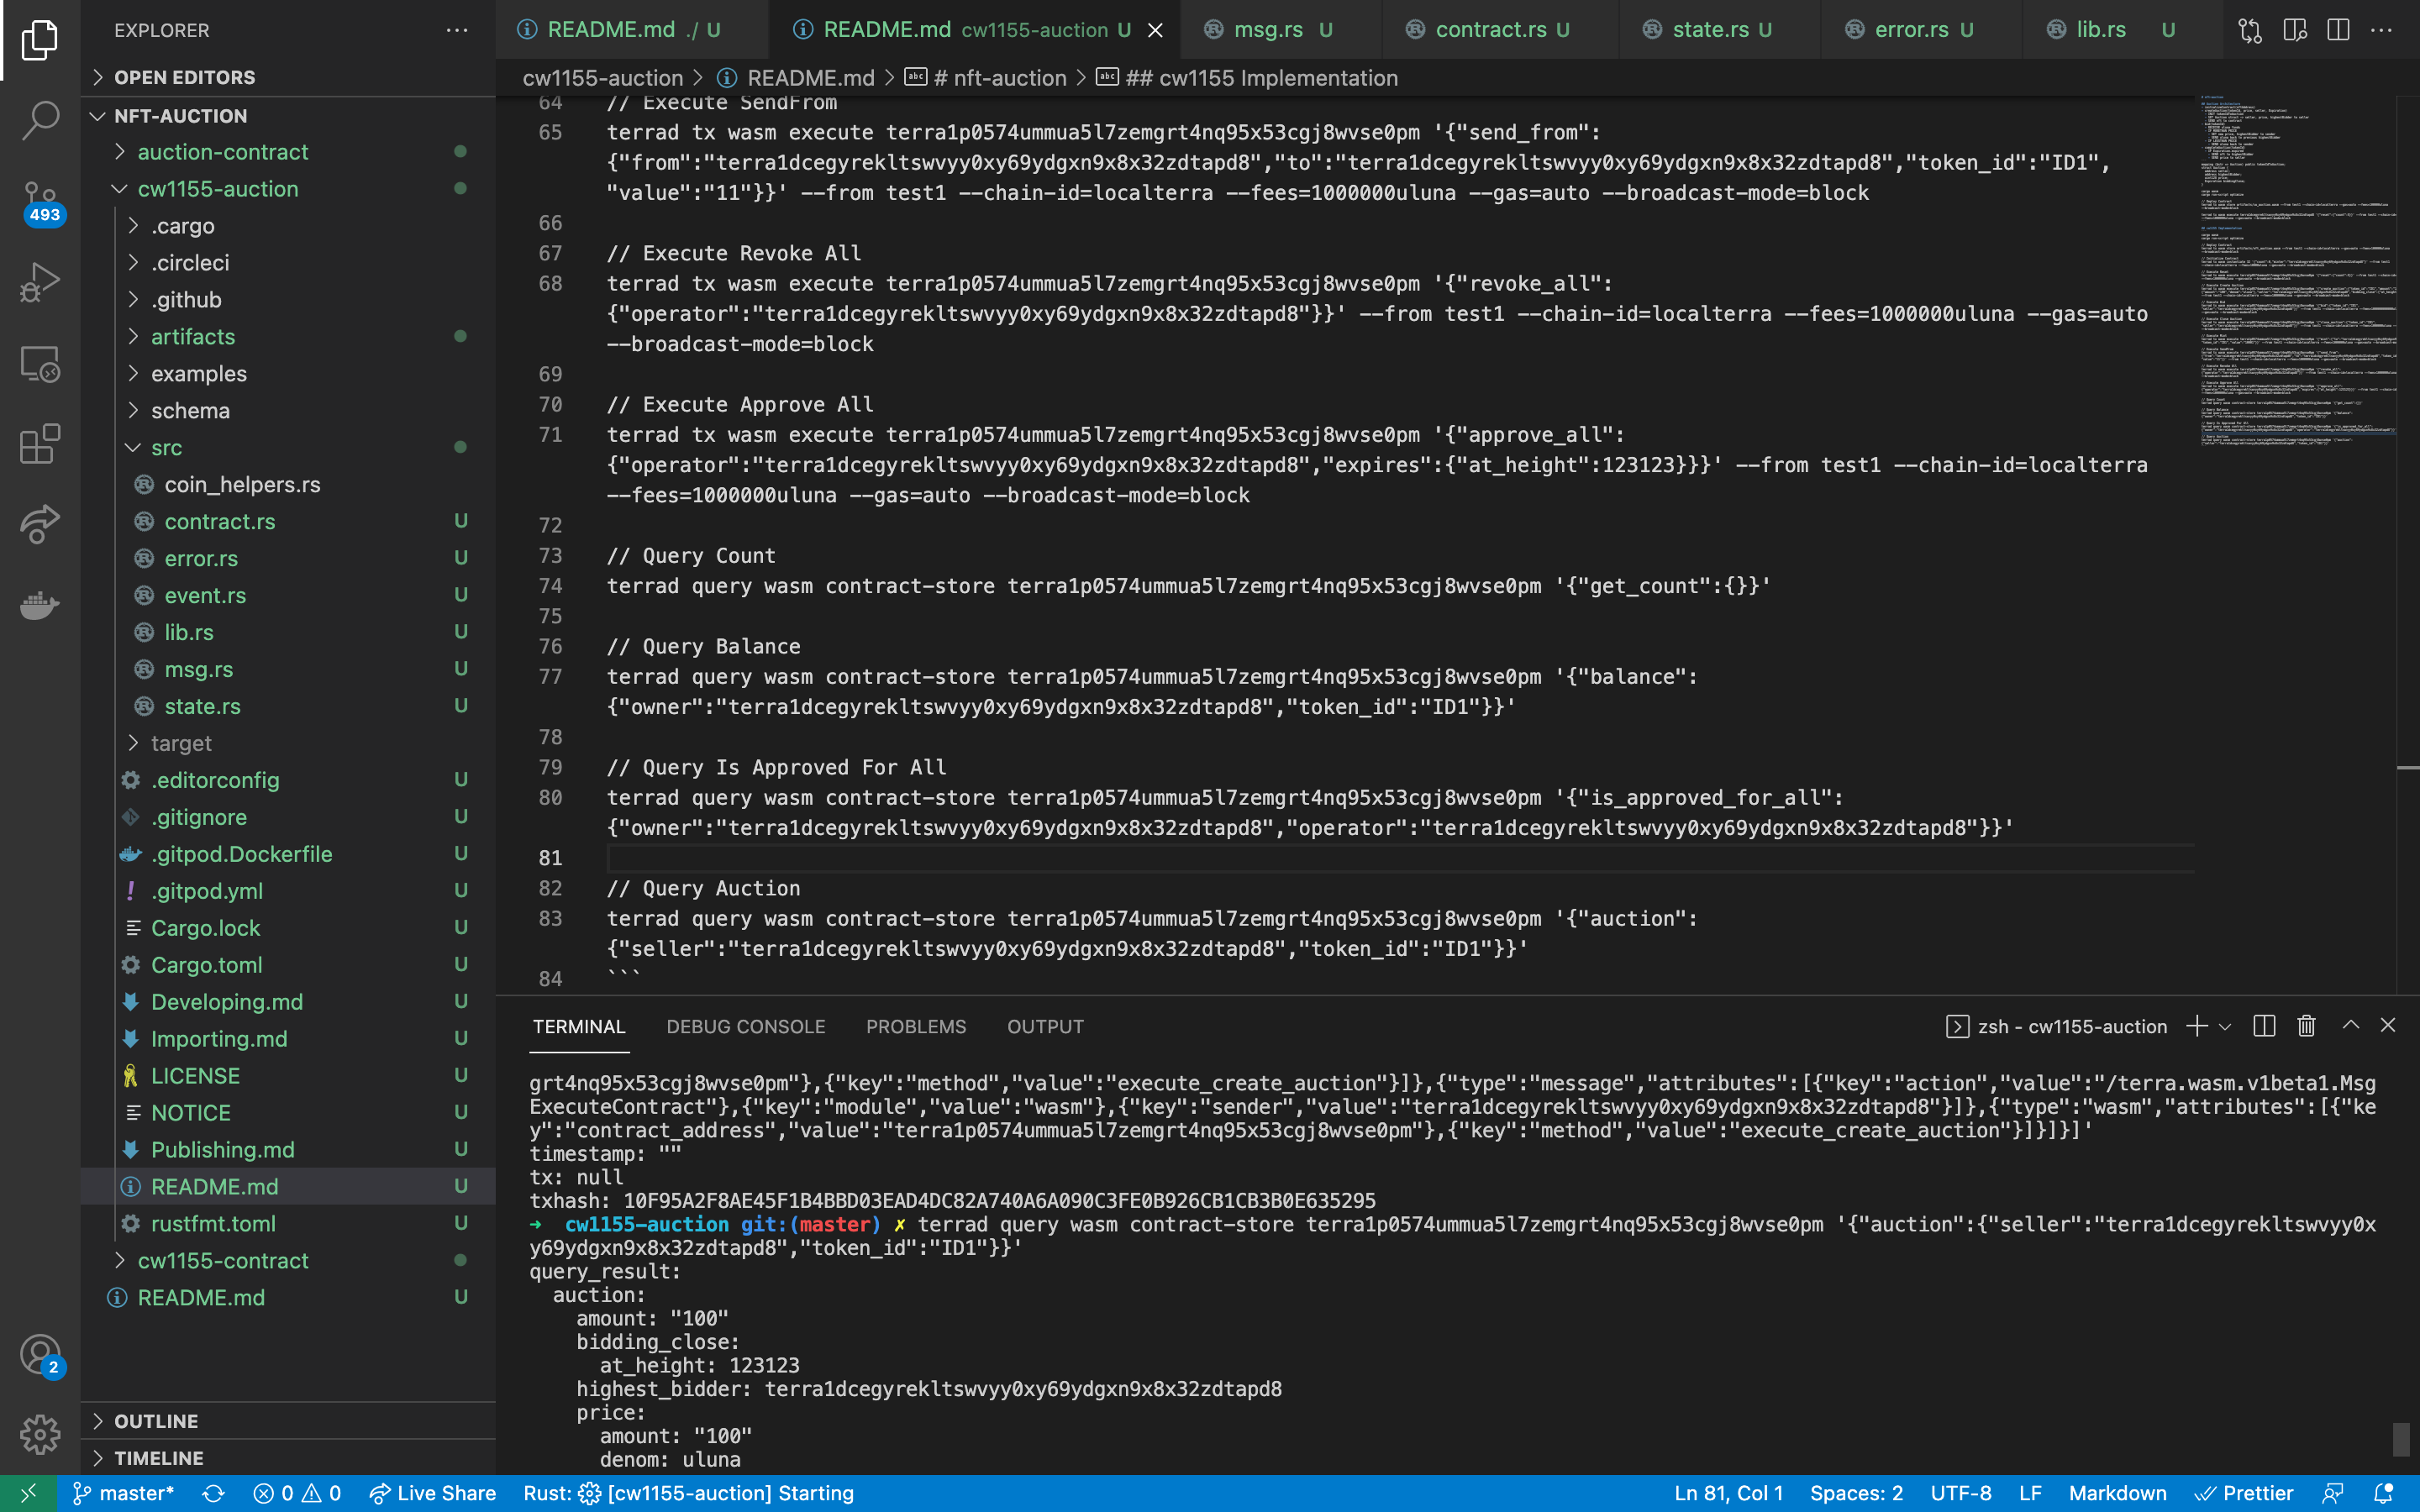 EXPLORER
OPEN EDITORS
NFT-AUCTION
auction-contract
cw1155-auction
.cargo
.circleci
.github
artifacts
examples
schema
src
coin_helpers.rs
contract.rs U
error.rs U
event.rs U
lib.rs U
msg.rs U
state.rs U
target
.editorconfig U
.gitignore U
.gitpod.Dockerfile U
.gitpod.yml U
Cargo.lock U
Cargo.toml U
Developing.md U
Importing.md U
LICENSE U
NOTICE U
Publishing.md U
README.md U
rustfmt.toml U
cw1155-contract
README.md U
OUTLINE
TIMELINE
493
2
README.md ./ U README.md cw1155-auction U msg.rs U contract.rs U state.rs U error.rs U lib.rs U
cw1155-auction > README.md > # nft-auction > ## cw1155 Implementation
64 // Execute SendFrom
65 terrad tx wasm execute terra1p0574ummua5l7zemgrt4nq95x53cgj8wvse0pm '{"send_from":
{"from":"terra1dcegyrekltswvyy0xy69ydgxn9x8x32zdtapd8","to":"terra1dcegyrekltswvyy0xy69ydgxn9x8x32zdtapd8","token_id":"ID1",
"value":"11"}}' --from test1 --chain-id=localterra --fees=1000000uluna --gas=auto --broadcast-mode=block
66
67 // Execute Revoke All
68 terrad tx wasm execute terra1p0574ummua5l7zemgrt4nq95x53cgj8wvse0pm '{"revoke_all":
{"operator":"terra1dcegyrekltswvyy0xy69ydgxn9x8x32zdtapd8"}}' --from test1 --chain-id=localterra --fees=1000000uluna --gas=auto
--broadcast-mode=block
69
70 // Execute Approve All
71 terrad tx wasm execute terra1p0574ummua5l7zemgrt4nq95x53cgj8wvse0pm '{"approve_all":
{"operator":"terra1dcegyrekltswvyy0xy69ydgxn9x8x32zdtapd8","expires":{"at_height":123123}}}' --from test1 --chain-id=localterra
--fees=1000000uluna --gas=auto --broadcast-mode=block
72
73 // Query Count
74 terrad query wasm contract-store terra1p0574ummua5l7zemgrt4nq95x53cgj8wvse0pm '{"get_count":{}}'
75
76 // Query Balance
77 terrad query wasm contract-store terra1p0574ummua5l7zemgrt4nq95x53cgj8wvse0pm '{"balance":
{"owner":"terra1dcegyrekltswvyy0xy69ydgxn9x8x32zdtapd8","token_id":"ID1"}}'
78
79 // Query Is Approved For All
80 terrad query wasm contract-store terra1p0574ummua5l7zemgrt4nq95x53cgj8wvse0pm '{"is_approved_for_all":
{"owner":"terra1dcegyrekltswvyy0xy69ydgxn9x8x32zdtapd8","operator":"terra1dcegyrekltswvyy0xy69ydgxn9x8x32zdtapd8"}}'
81
82 // Query Auction
83 terrad query wasm contract-store terra1p0574ummua5l7zemgrt4nq95x53cgj8wvse0pm '{"auction":
{"seller":"terra1dcegyrekltswvyy0xy69ydgxn9x8x32zdtapd8","token_id":"ID1"}}'
84 ```
TERMINAL DEBUG CONSOLE PROBLEMS OUTPUT zsh - cw1155-auction
grt4nq95x53cgj8wvse0pm"},{"key":"method","value":"execute_create_auction"}]},{"type":"message","attributes":[{"key":"action","value":"/terra.wasm.v1beta1.Msg
ExecuteContract"},{"key":"module","value":"wasm"},{"key":"sender","value":"terra1dcegyrekltswvyy0xy69ydgxn9x8x32zdtapd8"}]},{"type":"wasm","attributes":[{"ke
y":"contract_address","value":"terra1p0574ummua5l7zemgrt4nq95x53cgj8wvse0pm"},{"key":"method","value":"execute_create_auction"}]}]}]'
timestamp: ""
tx: null
txhash: 10F95A2F8AE45F1B4BBD03EAD4DC82A740A6A090C3FE0B926CB1CB3B0E635295
➜ cw1155-auction git:(master) ✗ terrad query wasm contract-store terra1p0574ummua5l7zemgrt4nq95x53cgj8wvse0pm '{"auction":{"seller":"terra1dcegyrekltswvyy0x
y69ydgxn9x8x32zdtapd8","token_id":"ID1"}}'
query_result:
auction:
amount: "100"
bidding_close:
at_height: 123123
highest_bidder: terra1dcegyrekltswvyy0xy69ydgxn9x8x32zdtapd8
price:
amount: "100"
denom: uluna
master* 0 0 Live Share Rust: [cw1155-auction] Starting Ln 81, Col 1 Spaces: 2 UTF-8 LF Markdown Prettier